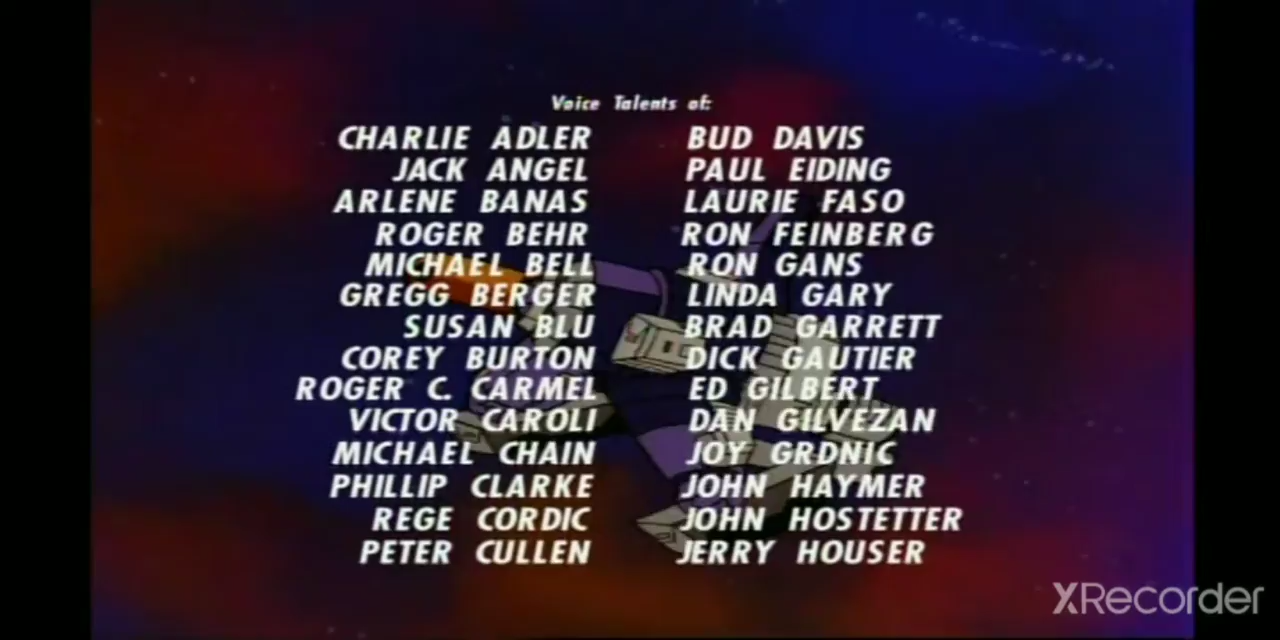 Voice Talents of:
CHARLIE ADLER
JACK ANGEL
ARLENE BANAS
ROGER BEHR
MICHAEL BELL
GREGG BERGER
SUSAN BLU
COREY BURTON
ROGER C. CARMEL
VICTOR CAROLI
MICHAEL CHAIN
PHILLIP CLARKE
REGE CORDIC
PETER CULLEN
BUD DAVIS
PAUL EIDING
LAURIE FASO
RON FEINBERG
RON GANS
LINDA GARY
BRAD GARRETT
DICK GAUTIER
ED GILBERT
DAN GILVEZAN
JOY GRDNIC
JOHN HAYMER
JOHN HOSTETTER
JERRY HOUSER
XRecorder